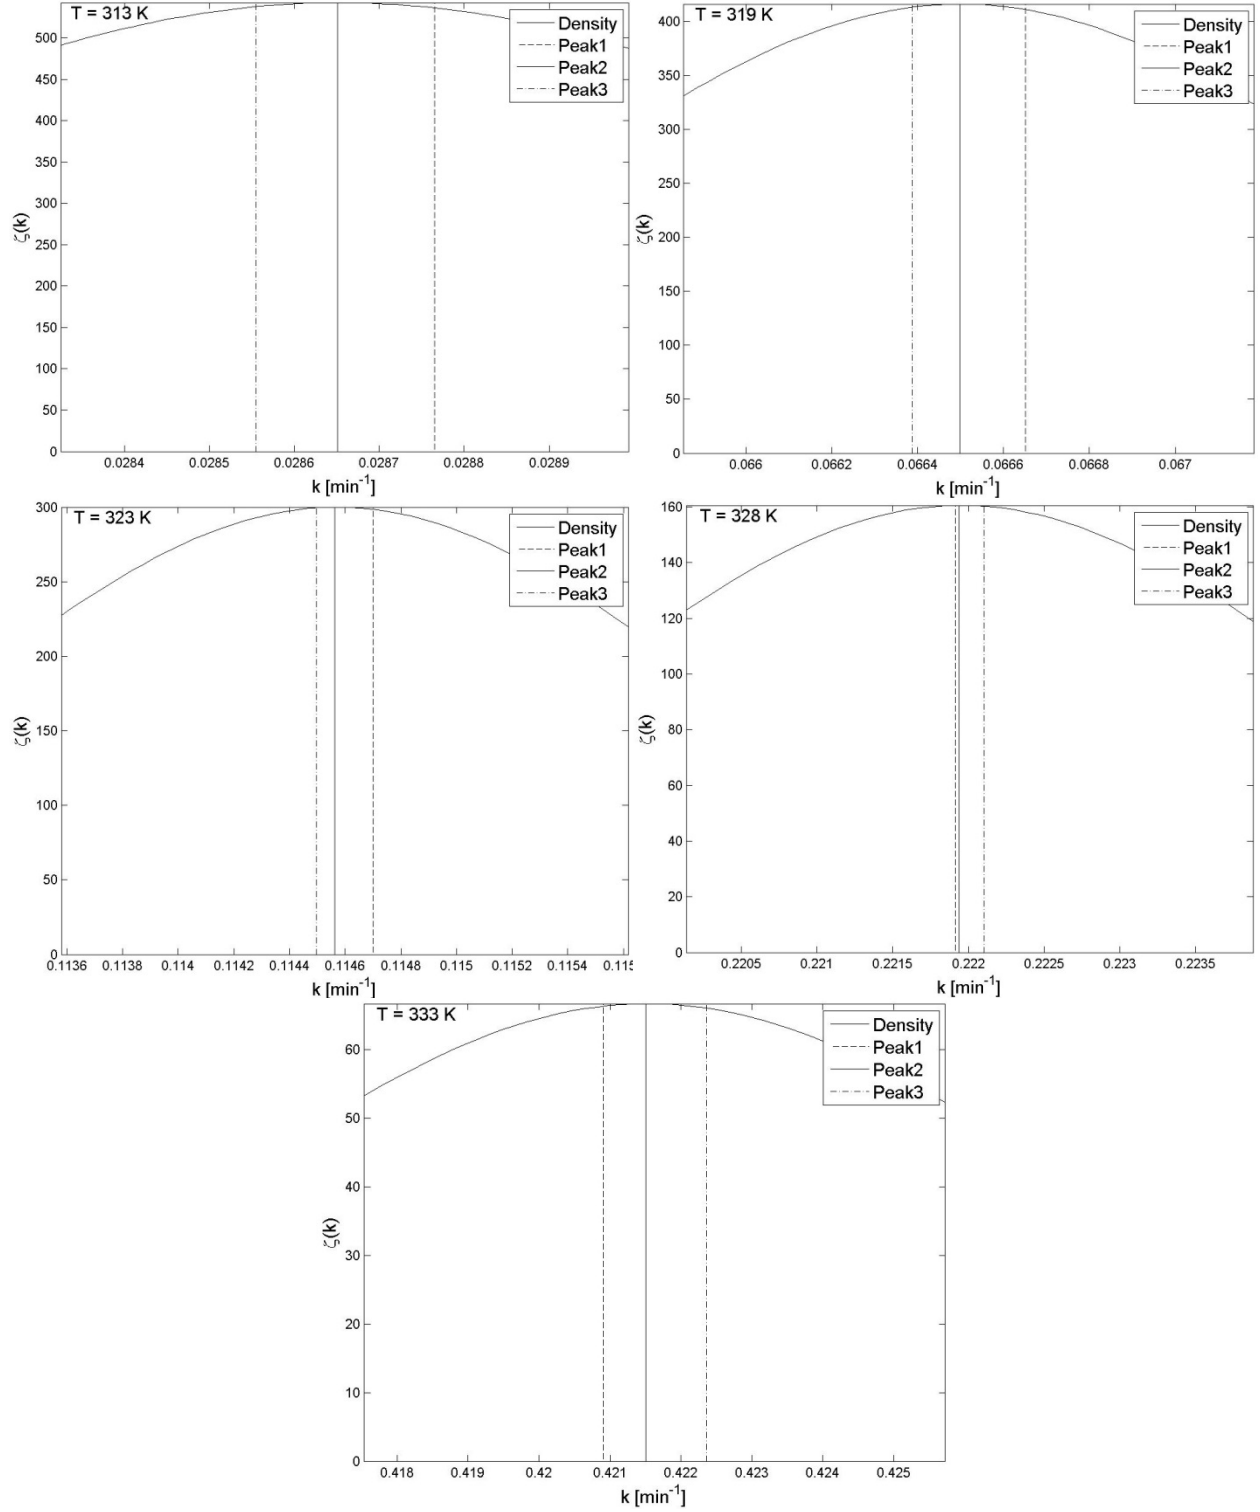 T = 313 K
Density
Peak1
Peak2
Peak3
500
450
400
350
300
250
200
150
100
50
0
ζ(k)
0.0284 0.0285 0.0286 0.0287 0.0288 0.0289
k [min⁻¹]
T = 319 K
Density
Peak1
Peak2
Peak3
400
350
300
250
200
150
100
50
0
ζ(k)
0.066 0.0662 0.0664 0.0666 0.0668 0.067
k [min⁻¹]
T = 323 K
Density
Peak1
Peak2
Peak3
300
250
200
150
100
50
0
ζ(k)
0.1136 0.1138 0.114 0.1142 0.1144 0.1146 0.1148 0.115 0.1152 0.1154
k [min⁻¹]
T = 328 K
Density
Peak1
Peak2
Peak3
160
140
120
100
80
60
40
20
0
ζ(k)
0.2205 0.221 0.2215 0.222 0.2225 0.223 0.2235
k [min⁻¹]
T = 333 K
Density
Peak1
Peak2
Peak3
60
50
40
30
20
10
0
ζ(k)
0.418 0.419 0.42 0.421 0.422 0.423 0.424 0.425
k [min⁻¹]